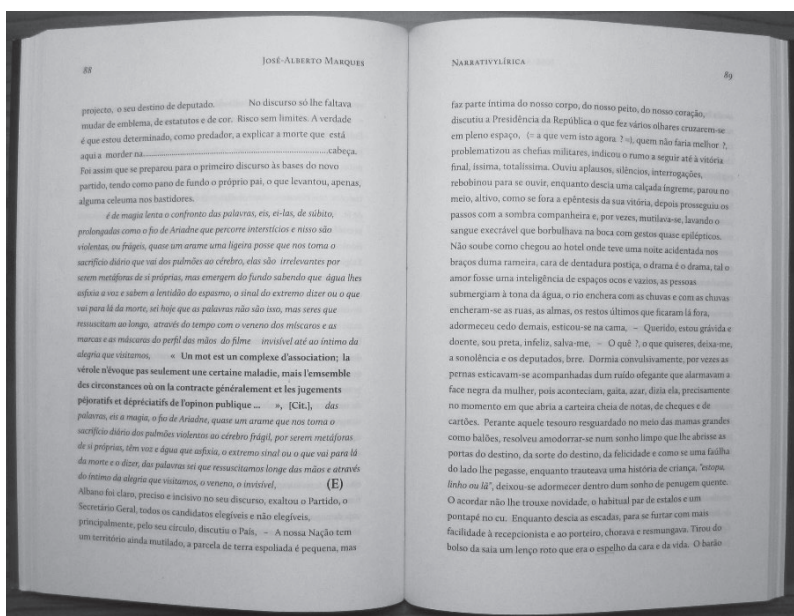 88
JOSÉ-ALBERTO MARQUES
projecto, o seu destino de deputado. No discurso só lhe faltava
mudar de emblema, de estatutos e de cor. Risco sem limites. A verdade
é que estou determinado, como predador, a explicar a morte que está
aqui a morder na..............................................................cabeça.
Foi assim que se preparou para o primeiro discurso às bases do novo
partido, tendo como pano de fundo o próprio pai, o que levantou, apenas,
alguma celeuma nos bastidores.
é de magia lenta o confronto das palavras, eis, ei-las, de súbito,
prolongados como o fio de Ariadne que percorre interstícios e nisso são
violentas, ou frágeis, quase um arame uma ligeira posse que nos toma o
sacrifício diário que vai dos pulmões ao cérebro, elas são irrelevantes por
serem metáforas de si próprias, mas emergem do fundo sabendo que água lhes
asfixia a voz e sabem a lentidão do espasmo, o sinal do extremo dizer ou o que
vai para lá da morte, sei hoje que as palavras não são isso, mas seres que
ressuscitam ao longo, através do tempo com o veneno dos míscaros e as
marcas e as máscaras do perfil das mãos do filme invisível até ao íntimo da
alegria que visitamos, « Un mot est un complexe d'association; la
vérole n'évoque pas seulement une certaine maladie, mais l'emsemble
des circonstances où on la contracte généralement et les jugements
péjoratifs et dépréciatifs de l'opinon publique ... », [Cit.], das
palavras, eis a magia, o fio de Ariadne, quase um arame que nos toma o
sacrifício diário dos pulmões violentos ao cérebro frágil, por serem metáforas
de si próprias, têm voz e água que asfixia, o extremo sinal ou o que vai para lá
da morte e o dizer, das palavras sei que ressuscitamos longe das mãos e através
do íntimo da alegria que visitamos, o veneno, o invisível, (E)
Albano foi claro, preciso e incisivo no seu discurso, exaltou o Partido, o
Secretário Geral, todos os candidatos elegíveis e não elegíveis,
principalmente, pelo seu círculo, discutiu o País, – A nossa Nação tem
um território ainda mutilado, a parcela de terra espoliada é pequena, mas
NARRATIVYLÍRICA
89
faz parte íntima do nosso corpo, do nosso peito, do nosso coração,
discutiu a Presidência da República o que fez vários olhares cruzarem-se
em pleno espaço, (= a que vem isto agora ? =), quem não faria melhor ?,
problematizou as chefias militares, indicou o rumo a seguir até à vitória
final, íssima, totalíssima. Ouviu aplausos, silêncios, interrogações,
rebobinou para se ouvir, enquanto descia uma calçada íngreme, parou no
meio, altivo, como se fora a epêntesis da sua vitória, depois prosseguiu os
passos com a sombra companheira e, por vezes, mutilava-se, lavando o
sangue execrável que borbulhava na boca com gestos quase epilépticos.
Não soube como chegou ao hotel onde teve uma noite acidentada nos
braços duma rameira, cara de dentadura postiça, o drama é o drama, tal o
amor fosse uma inteligência de espaços ocos e vazios, as pessoas
submergiam à tona da água, o rio enchera com as chuvas e com as chuvas
encheram-se as ruas, as almas, os restos últimos que ficaram lá fora,
adormeceu cedo demais, esticou-se na cama, – Querido, estou grávida e
doente, sou preta, infeliz, salva-me, – O quê ?, o que quiseres, deixa-me,
a sonolência e os deputados, brre. Dormia convulsivamente, por vezes as
pernas esticavam-se acompanhadas dum ruído ofegante que alarmavam a
face negra da mulher, pois aconteciam, gaita, azar, dizia ela, precisamente
no momento em que abria a carteira cheia de notas, de cheques e de
cartões. Perante aquele tesouro resguardado no meio das mamas grandes
como balões, resolveu amodorrar-se num sonho limpo que lhe abrisse as
portas do destino, da sorte do destino, da felicidade e como se uma faúlha
do lado lhe pegasse, enquanto trauteava uma história de criança, "estopa,
linho ou lã", deixou-se adormecer dentro dum sonho de penugem quente.
O acordar não lhe trouxe novidade, o habitual par de estalos e um
pontapé no cu. Enquanto descia as escadas, para se furtar com mais
facilidade à recepcionista e ao porteiro, chorava e resmungava. Tirou do
bolso da saia um lenço roto que era o espelho da cara e da vida. O barão